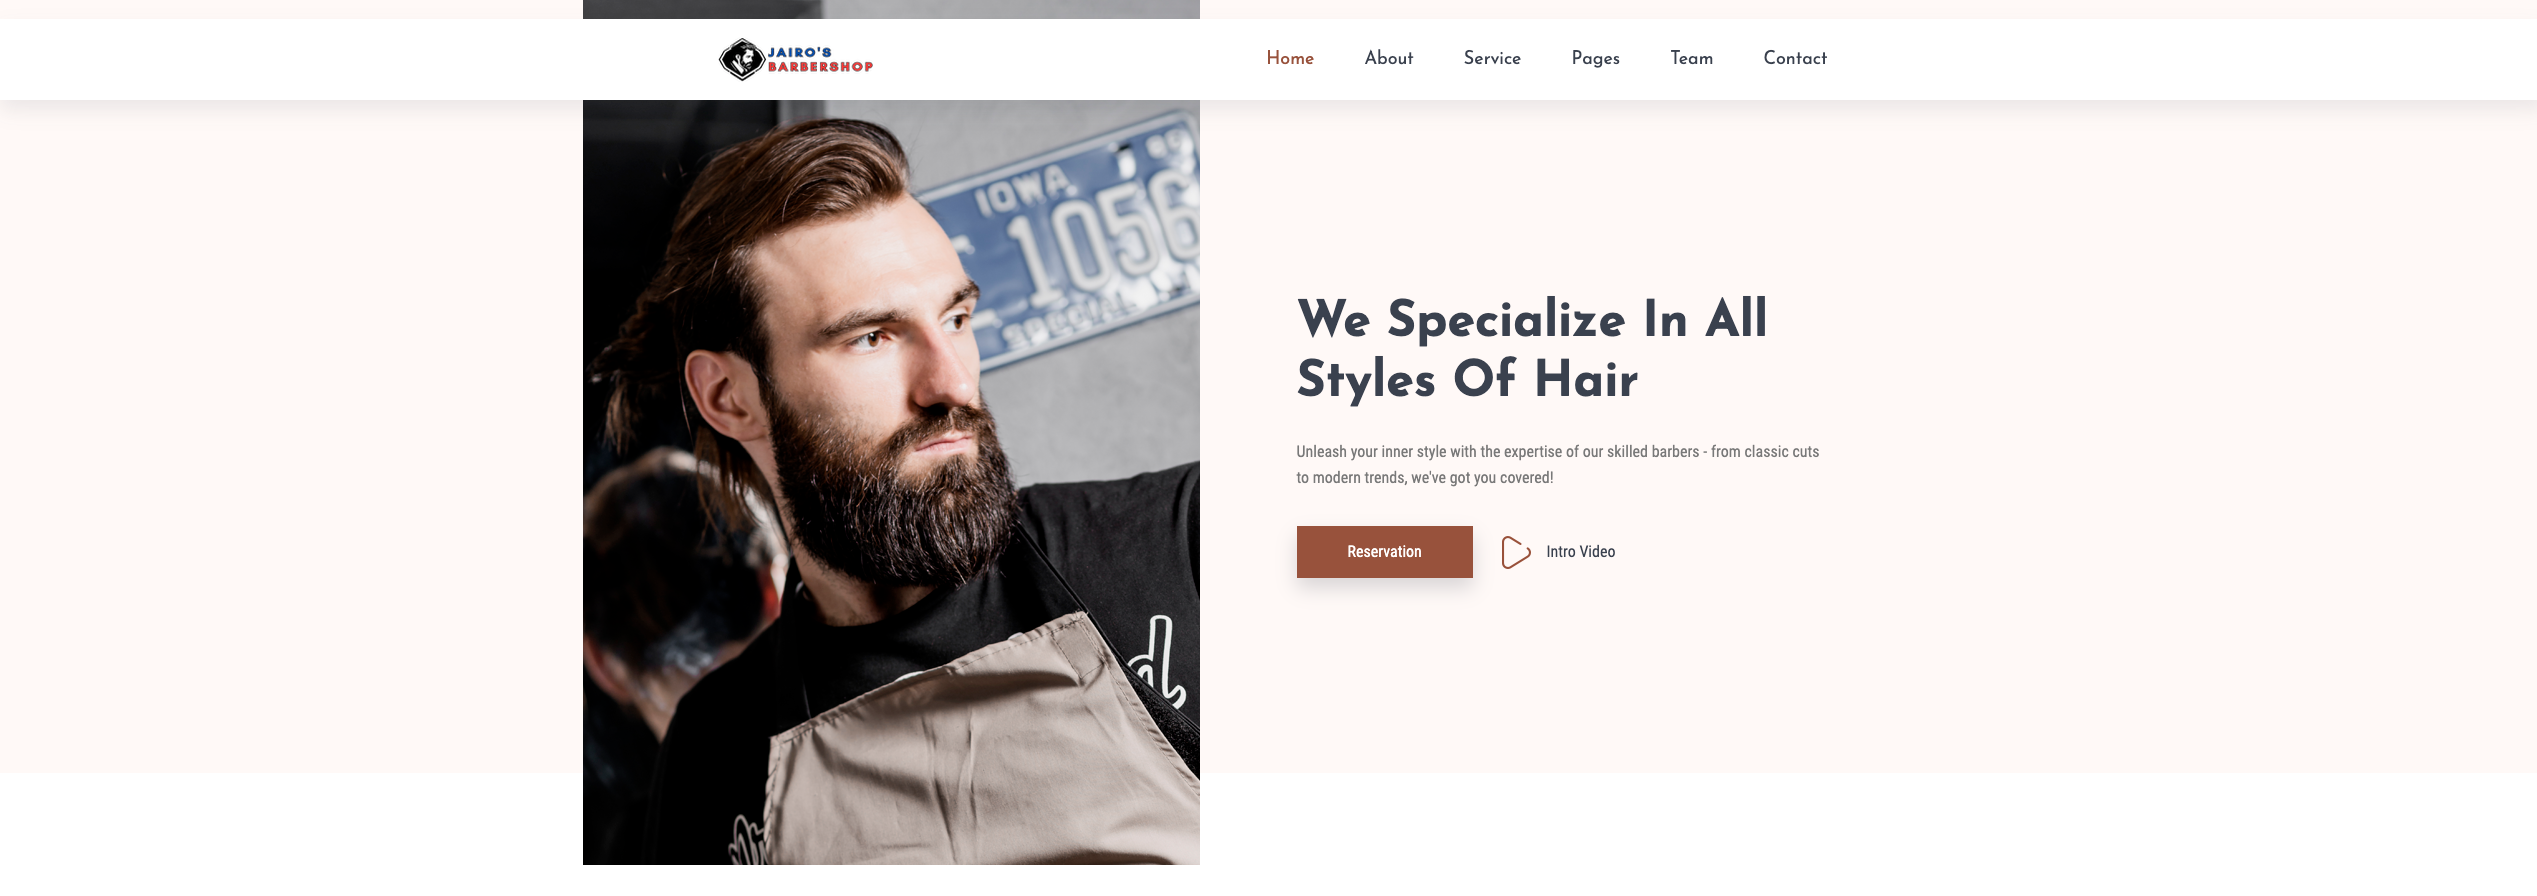 JAIRO'S
BARBERSHOP
Home About Service Pages Team Contact
IOWA
1056
SPECIAL
We Specialize In All
Styles Of Hair
Unleash your inner style with the expertise of our skilled barbers - from classic cuts
to modern trends, we've got you covered!
Reservation
Intro Video